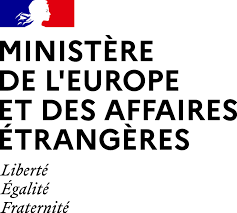 MINISTÈRE
DE L'EUROPE
ET DES AFFAIRES
ÉTRANGÈRES
Liberté
Égalité
Fraternité